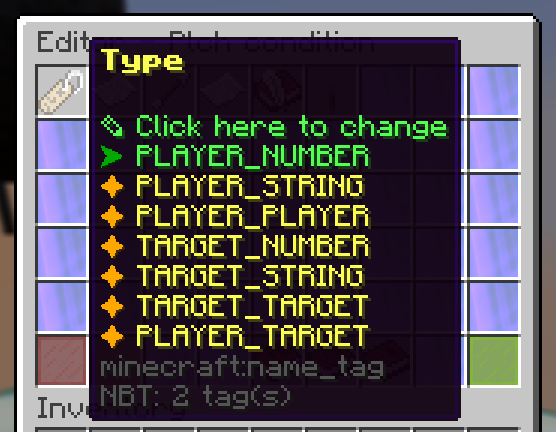 Type
Click here to change
PLAYER_NUMBER
PLAYER_STRING
PLAYER_PLAYER
TARGET_NUMBER
TARGET_STRING
TARGET_TARGET
PLAYER_TARGET
minecraft:name_tag
NBT: 2 tag(s)